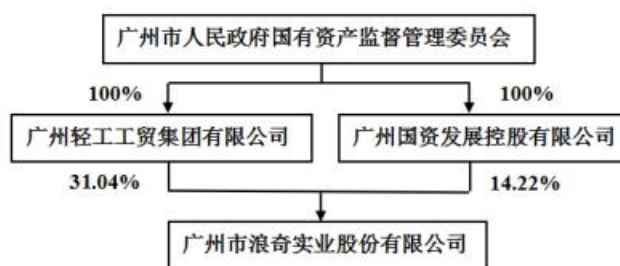 广州市人民政府国有资产监督管理委员会
100%
100%
广州轻工工贸集团有限公司
广州国资发展控股有限公司
31.04%
14.22%
广州市浪奇实业股份有限公司